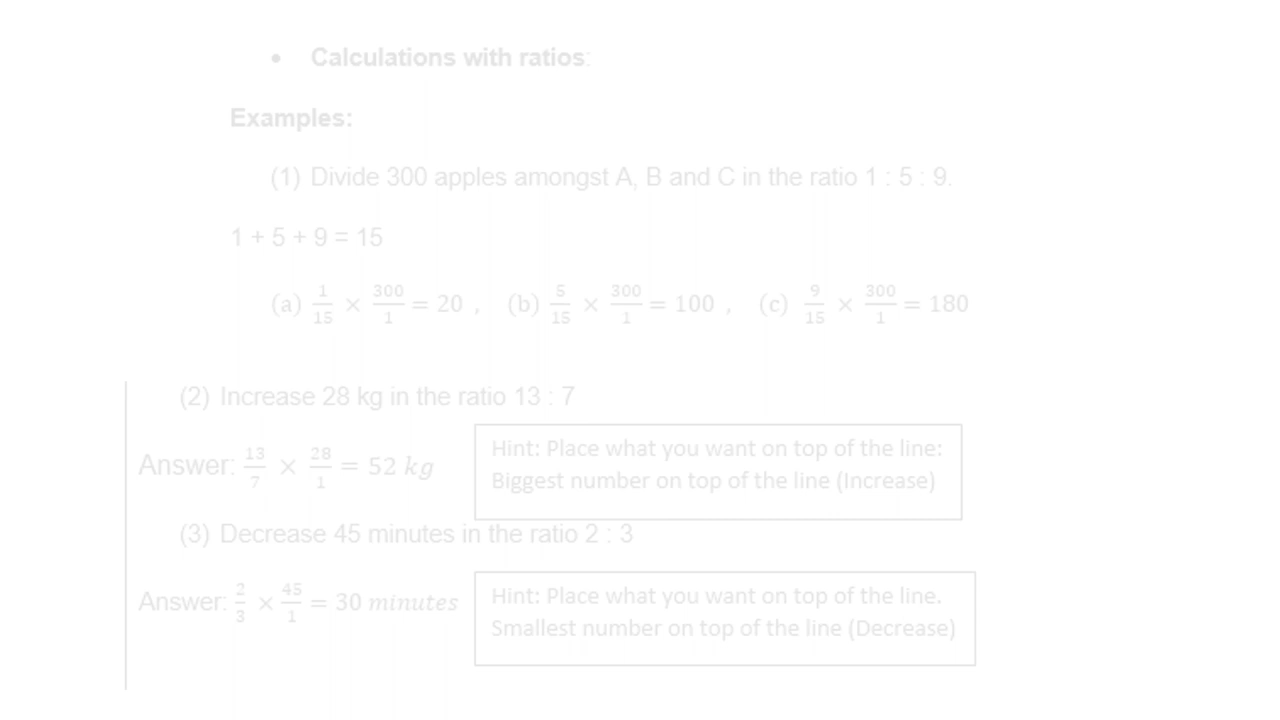 • Calculations with ratios:
Examples:
(1) Divide 300 apples amongst A, B and C in the ratio 1 : 5 : 9.
1 + 5 + 9 = 15
(a) 1/15 × 300/1 = 20 , (b) 5/15 × 300/1 = 100 , (c) 9/15 × 300/1 = 180
(2) Increase 28 kg in the ratio 13 : 7
Answer: 13/7 × 28/1 = 52 kg
Hint: Place what you want on top of the line:
Biggest number on top of the line (Increase)
(3) Decrease 45 minutes in the ratio 2 : 3
Answer: 2/3 × 45/1 = 30 minutes
Hint: Place what you want on top of the line.
Smallest number on top of the line (Decrease)